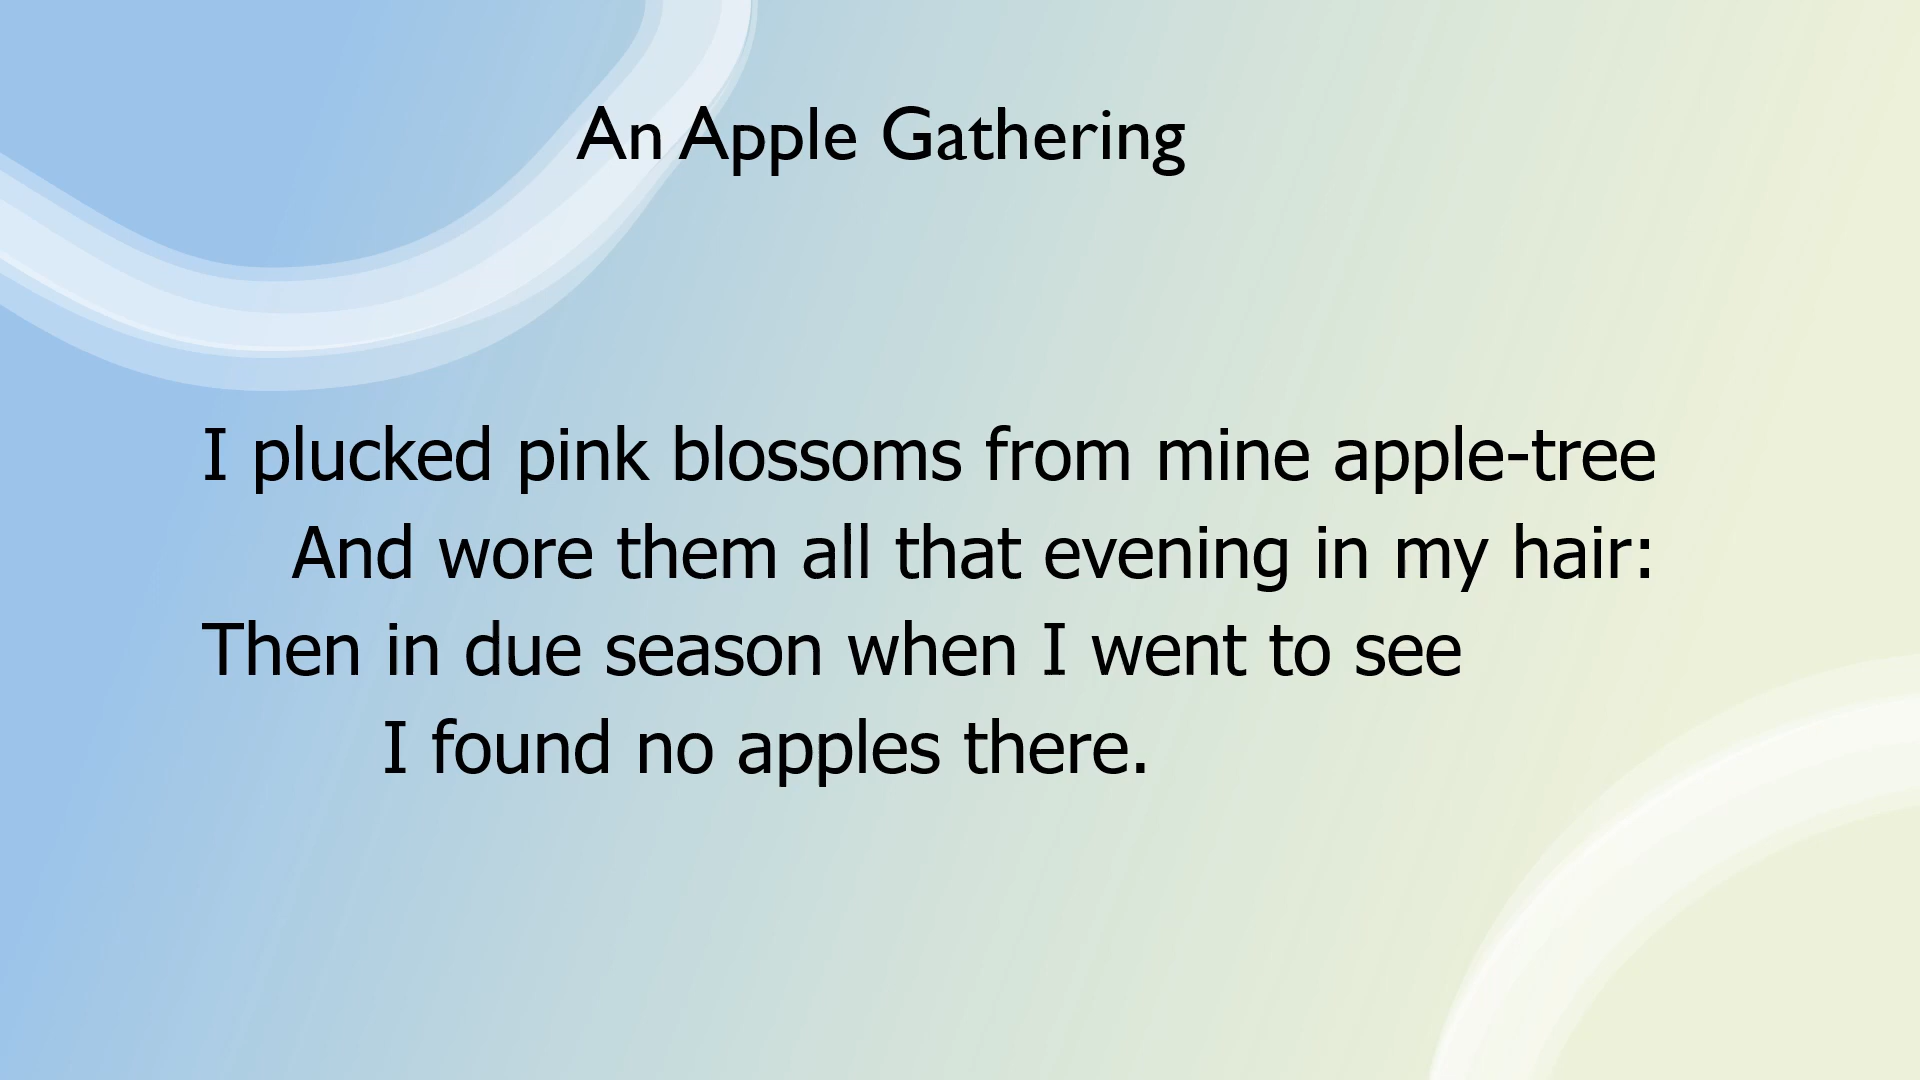 An Apple Gathering
I plucked pink blossoms from mine apple-tree
And wore them all that evening in my hair:
Then in due season when I went to see
I found no apples there.